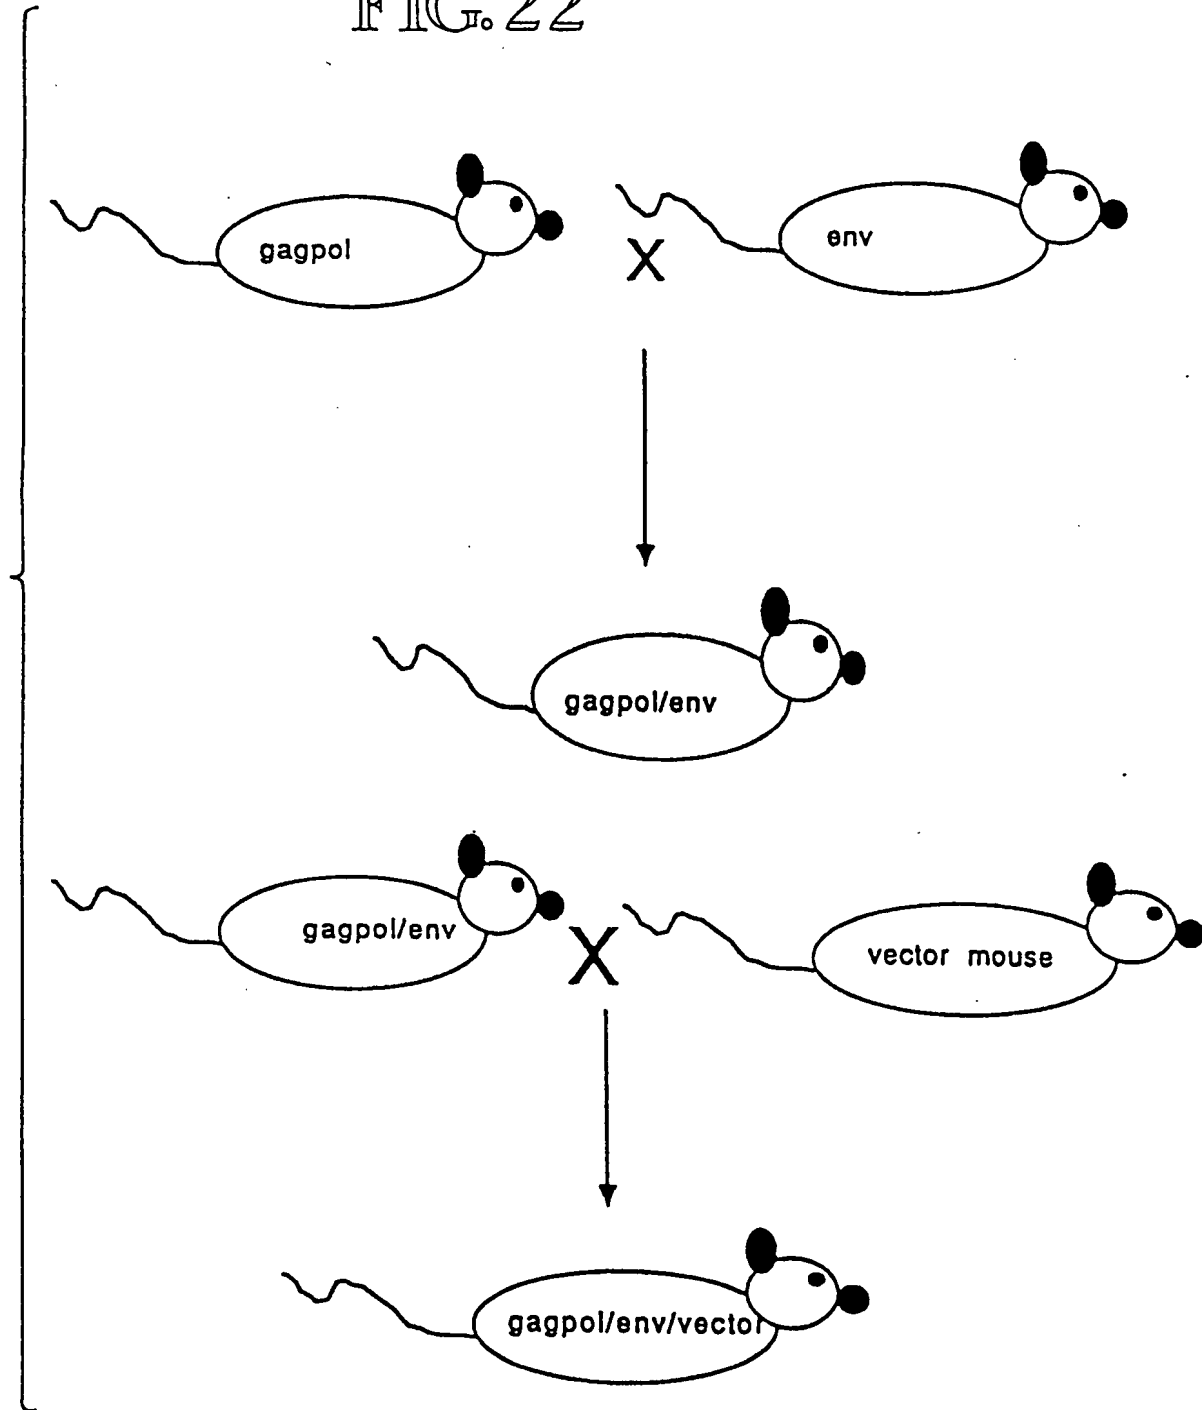 FIG. 22
gagpol
X
env
gagpol/env
gagpol/env
X
vector mouse
gagpol/env/vector